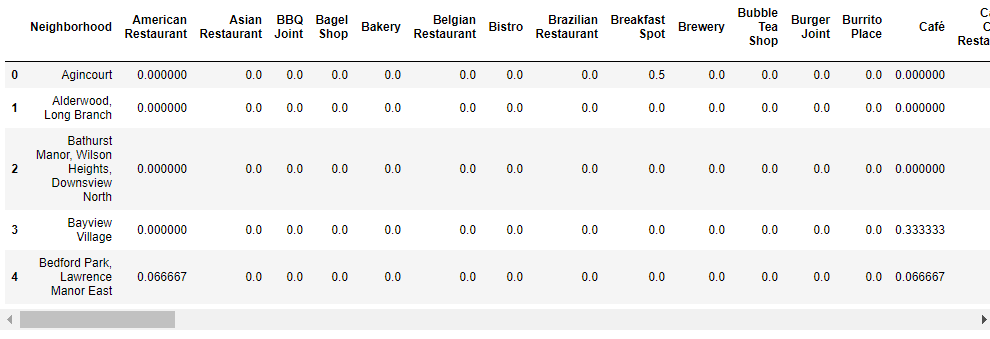 Neighborhood American Restaurant Asian Restaurant BBQ Joint Bagel Shop Bakery Belgian Restaurant Bistro Brazilian Restaurant Breakfast Spot Brewery Bubble Tea Shop Burger Joint Burrito Place Café
0 Agincourt 0.000000 0.0 0.0 0.0 0.0 0.0 0.0 0.0 0.5 0.0 0.0 0.0 0.0 0.000000
1 Alderwood, Long Branch 0.000000 0.0 0.0 0.0 0.0 0.0 0.0 0.0 0.0 0.0 0.0 0.0 0.0 0.000000
2 Bathurst Manor, Wilson Heights, Downsview North 0.000000 0.0 0.0 0.0 0.0 0.0 0.0 0.0 0.0 0.0 0.0 0.0 0.0 0.000000
3 Bayview Village 0.000000 0.0 0.0 0.0 0.0 0.0 0.0 0.0 0.0 0.0 0.0 0.0 0.0 0.333333
4 Bedford Park, Lawrence Manor East 0.066667 0.0 0.0 0.0 0.0 0.0 0.0 0.0 0.0 0.0 0.0 0.0 0.0 0.066667